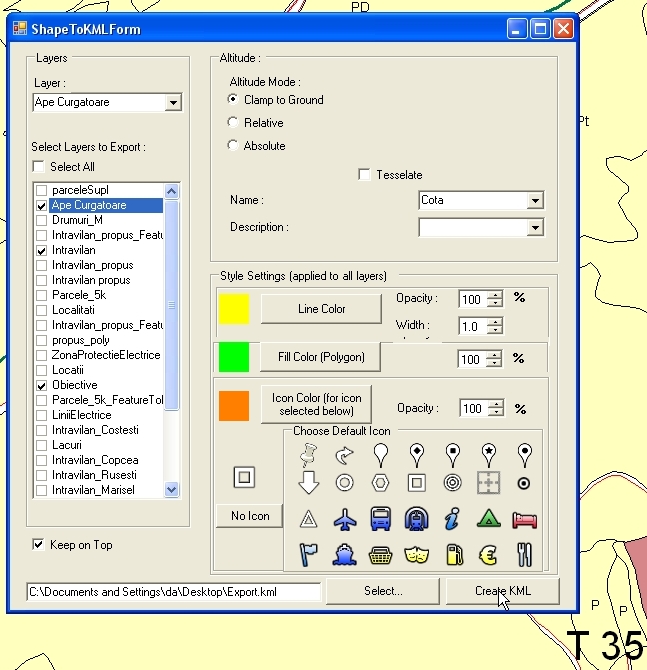 PD
ShapeToKMLForm
Layers
Layer :
Ape Curgatoare
Select Layers to Export :
Select All
parceleSupl
Ape Curgatoare
Drumuri_M
Intravilan_propus_Featu
Intravilan
Intravilan_propus
Intravilan propus
Parcele_5k
Localitati
Intravilan_propus_Featu
propus_poly
ZonaProtectieElectrice
Locatii
Obiective
Parcele_5k_FeatureTol
LiniiElectrice
Intravilan_Costesti
Lacuri
Intravilan_Copcea
Intravilan_Rusesti
Intravilan_Marisel
Keep on Top
Altitude :
Altitude Mode :
Clamp to Ground
Relative
Absolute
Tesselate
Name :
Cota
Description :
Style Settings (applied to all layers)
Line Color
Opacity :
100
%
Width :
1.0
Fill Color (Polygon)
100
%
Icon Color (for icon
selected below)
Opacity :
100
%
Choose Default Icon
No Icon
C:\Documents and Settings\da\Desktop\Export.kml
Select...
Create KML
Pt
P
P
T 35